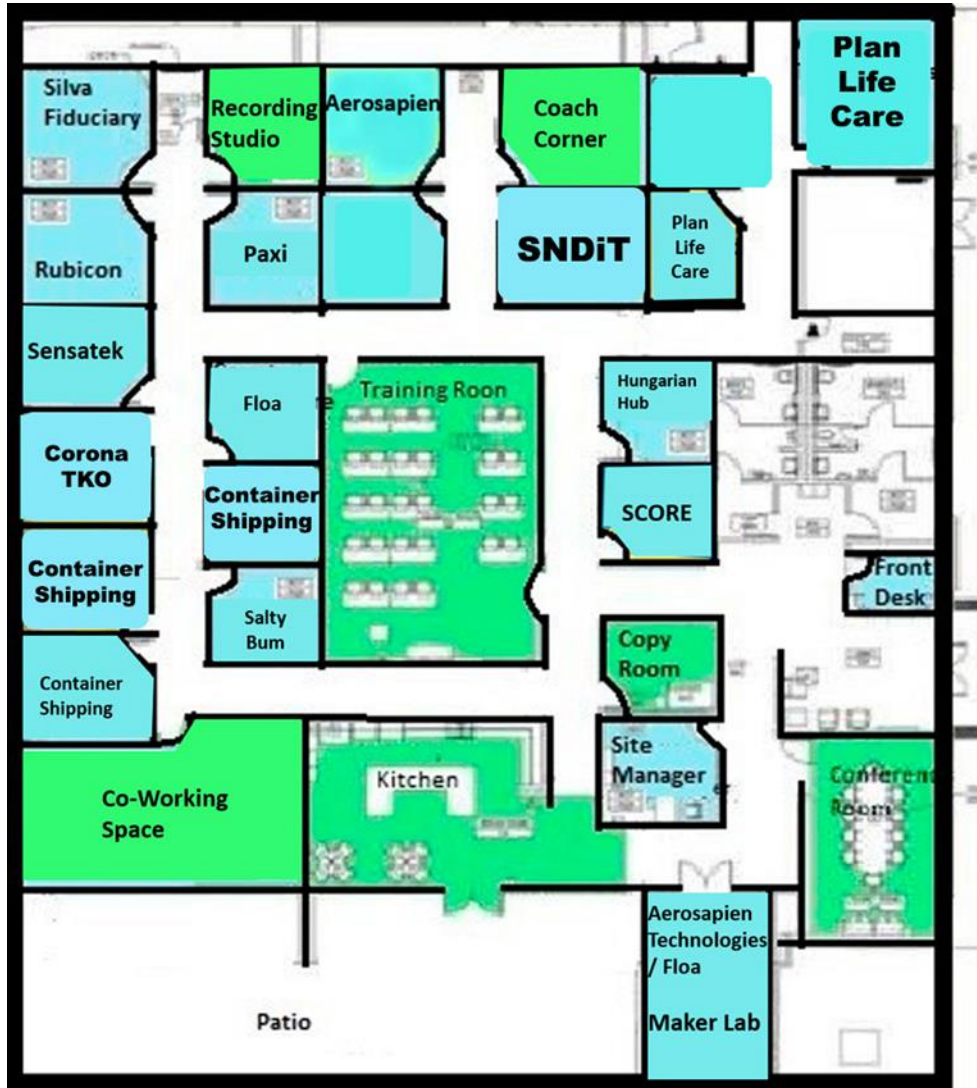 Plan
Life
Care
Silva
Fiduciary
Recording
Studio
Aerosapien
Coach
Corner
Rubicon
Paxi
SNDiT
Plan
Life
Care
Sensatek
Floa
Training Roon
Hungarian
Hub
Corona
TKO
Container
Shipping
SCORE
Container
Shipping
Salty
Bum
Front
Desk
Copy
Room
Container
Shipping
Site
Manager
Kitchen
Conferenc
Room
Co-Working
Space
Aerosapien
Technologies
/ Floa
Maker Lab
Patio